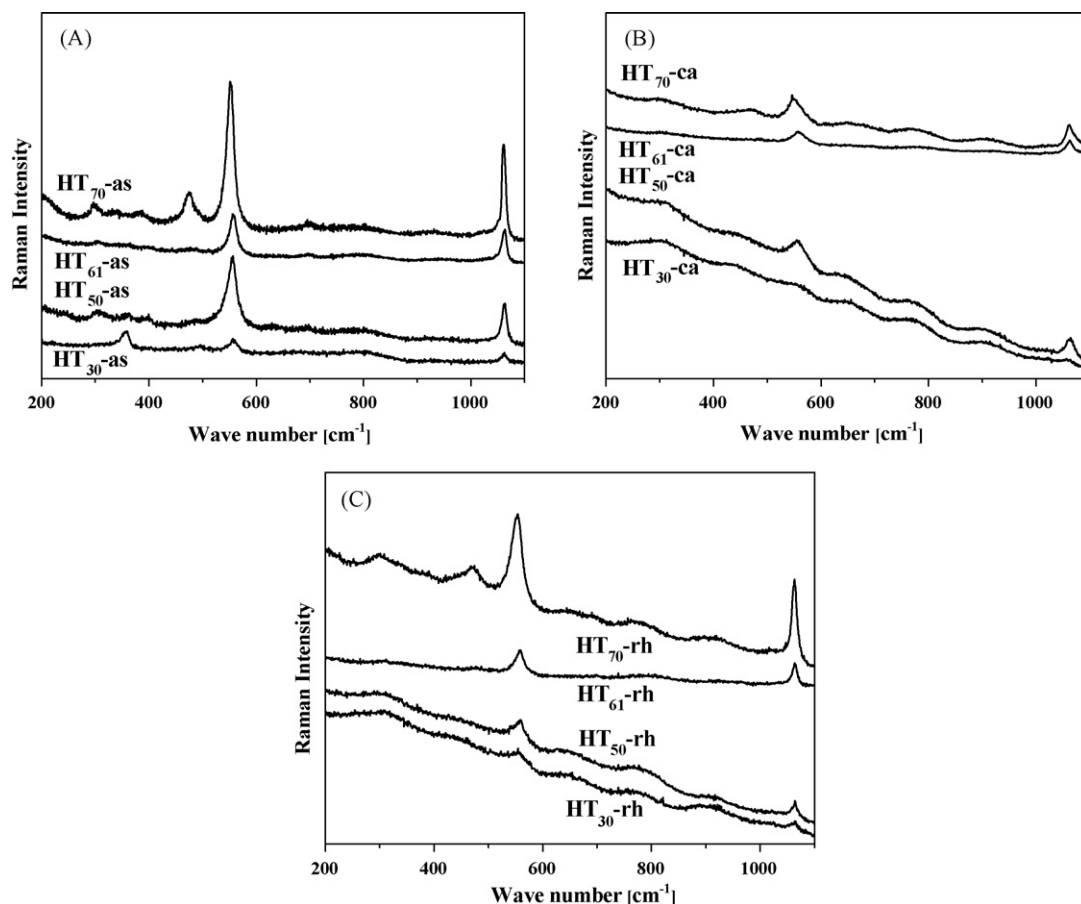 (A)
HT70-as
HT61-as
HT50-as
HT30-as
Raman Intensity
200 400 600 800 1000
Wave number [cm-1]
(B)
HT70-ca
HT61-ca
HT50-ca
HT30-ca
Raman Intensity
200 400 600 800 1000
Wave number [cm-1]
(C)
HT70-rh
HT61-rh
HT50-rh
HT30-rh
Raman Intensity
200 400 600 800 1000
Wave number [cm-1]